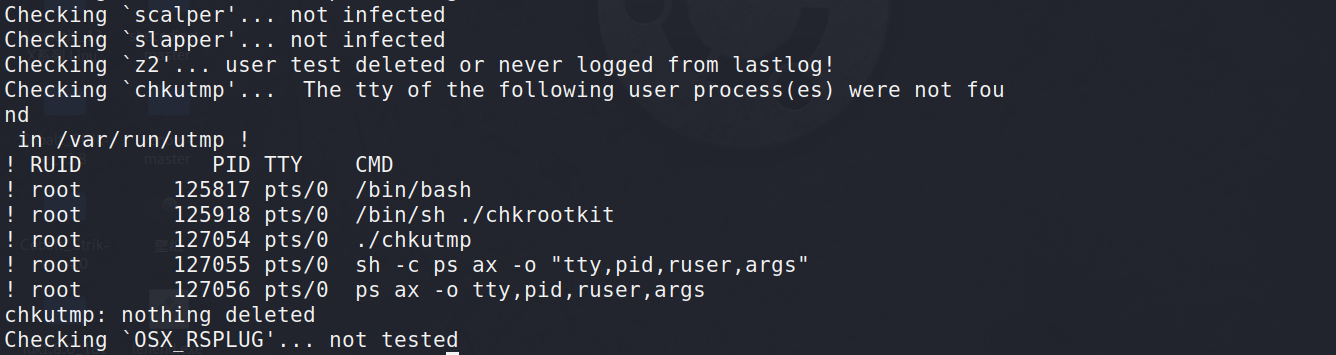 Checking `scalper'... not infected
Checking `slapper'... not infected
Checking `z2'... user test deleted or never logged from lastlog!
Checking `chkutmp'...  The tty of the following user process(es) were not fou
nd
 in /var/run/utmp !
! RUID          PID TTY    CMD
! root       125817 pts/0  /bin/bash
! root       125918 pts/0  /bin/sh ./chkrootkit
! root       127054 pts/0  ./chkutmp
! root       127055 pts/0  sh -c ps ax -o "tty,pid,ruser,args"
! root       127056 pts/0  ps ax -o tty,pid,ruser,args
chkutmp: nothing deleted
Checking `OSX_RSPLUG'... not tested